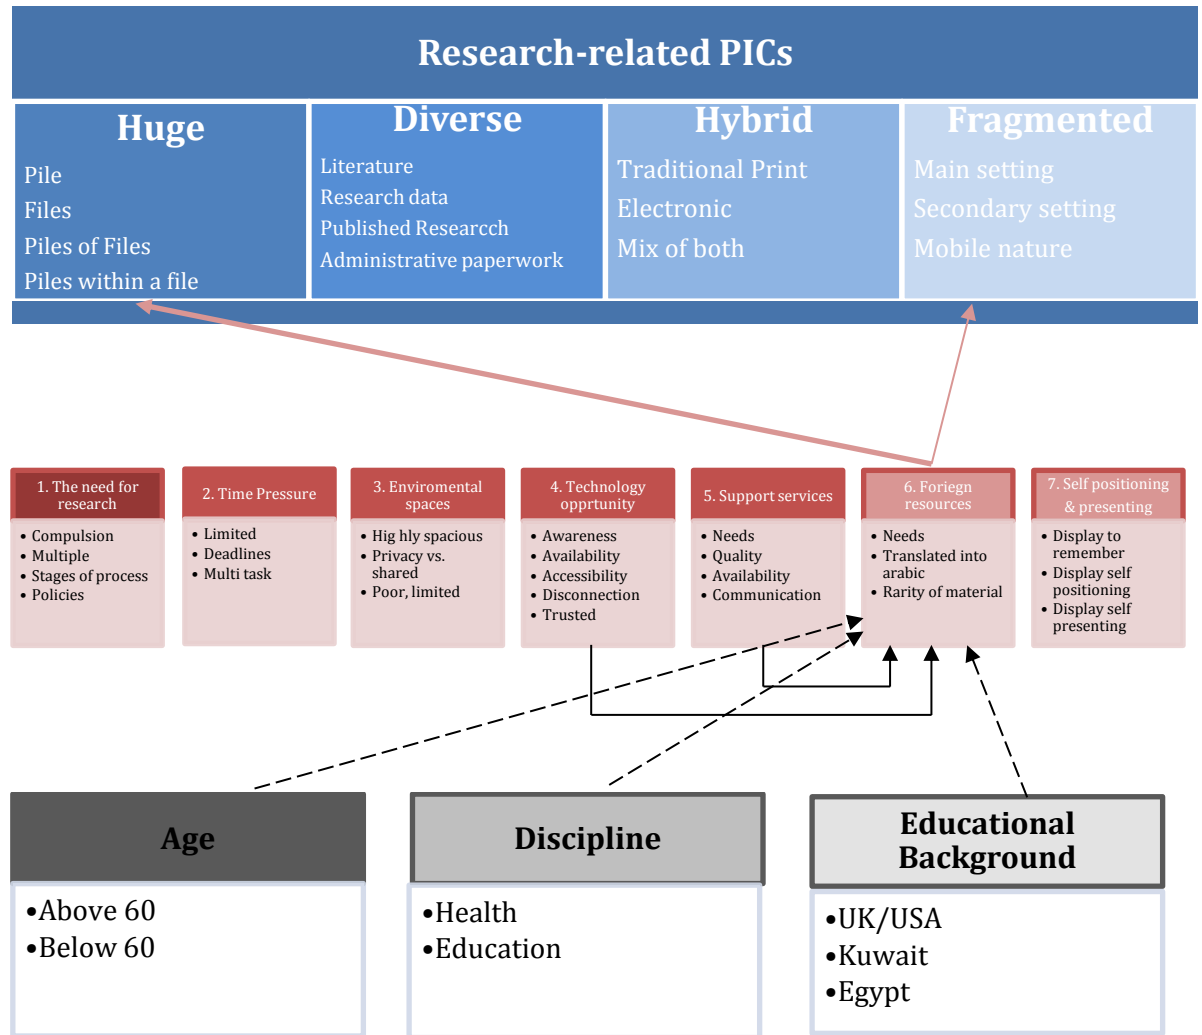 Research-related PICs
Huge
Pile
Files
Piles of Files
Piles within a file
Diverse
Literature
Research data
Published Researcch
Administrative paperwork
Hybrid
Traditional Print
Electronic
Mix of both
Fragmented
Main setting
Secondary setting
Mobile nature
1. The need for
research
• Compulsion
• Multiple
• Stages of process
• Policies
2. Time Pressure
• Limited
• Deadlines
• Multi task
3. Enviromental
spaces
• Hig hly spacious
• Privacy vs.
shared
• Poor, limited
4. Technology
opprtunity
• Awareness
• Availability
• Accessibility
• Disconnection
• Trusted
5. Support services
• Needs
• Quality
• Availability
• Communication
6. Foriegn
resources
• Needs
• Translated into
arabic
• Rarity of material
7. Self positioning
& presenting
• Display to
remember
• Display self
positioning
• Display self
presenting
Age
•Above 60
•Below 60
Discipline
•Health
•Education
Educational
Background
•UK/USA
•Kuwait
•Egypt